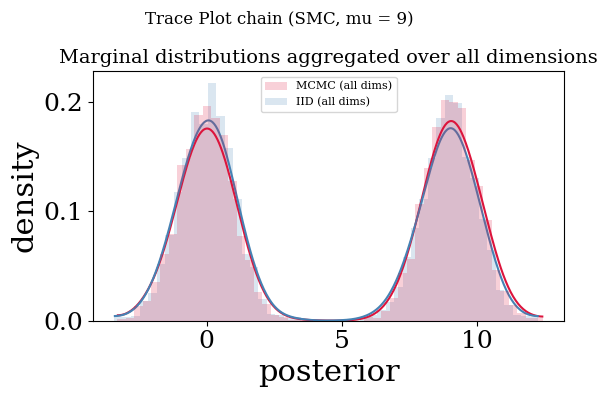 Trace Plot chain (SMC, mu = 9)
Marginal distributions aggregated over all dimensions
MCMC (all dims)
IID (all dims)
density
0.2
0.1
0.0
0 5 10
posterior